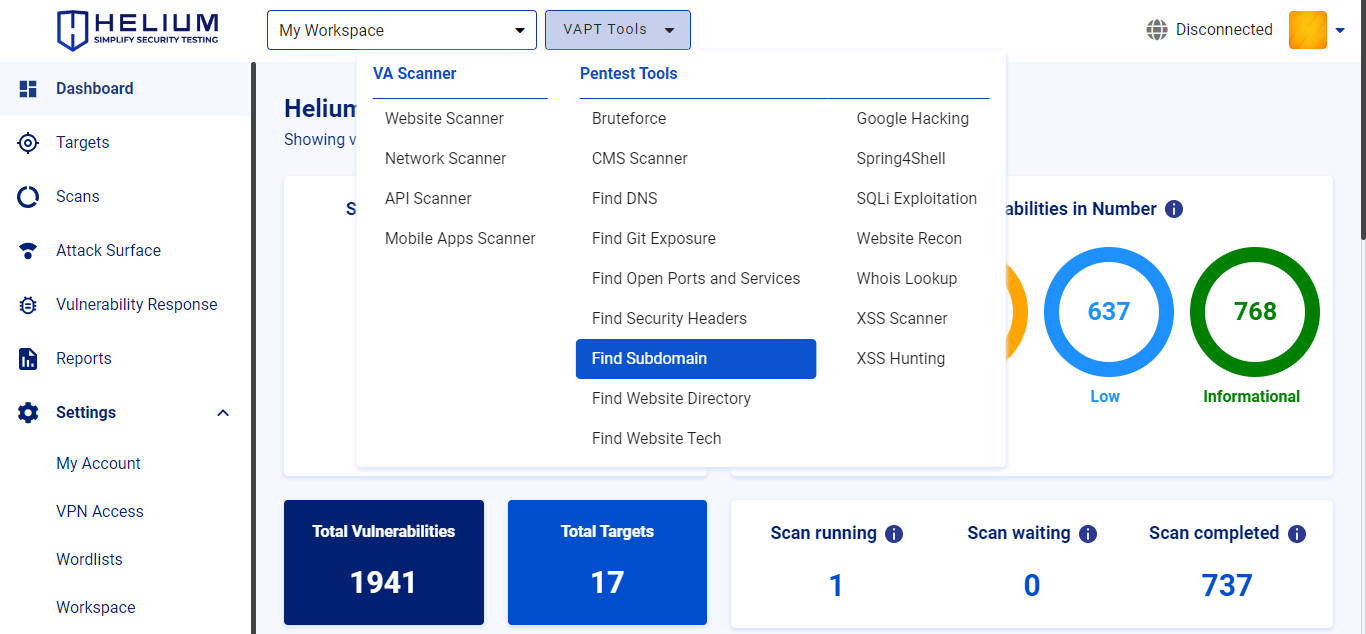 HELIUM
SIMPLIFY SECURITY TESTING
My Workspace
VAPT Tools
Disconnected
Dashboard
Targets
Scans
Attack Surface
Vulnerability Response
Reports
Settings
My Account
VPN Access
Wordlists
Workspace
Helium
Showing v
VA Scanner
Website Scanner
Network Scanner
API Scanner
Mobile Apps Scanner
Pentest Tools
Bruteforce
CMS Scanner
Find DNS
Find Git Exposure
Find Open Ports and Services
Find Security Headers
Find Subdomain
Find Website Directory
Find Website Tech
Google Hacking
Spring4Shell
SQLi Exploitation
Website Recon
Whois Lookup
XSS Scanner
XSS Hunting
S
abilities in Number
637
Low
768
Informational
Total Vulnerabilities
1941
Total Targets
17
Scan running
1
Scan waiting
0
Scan completed
737